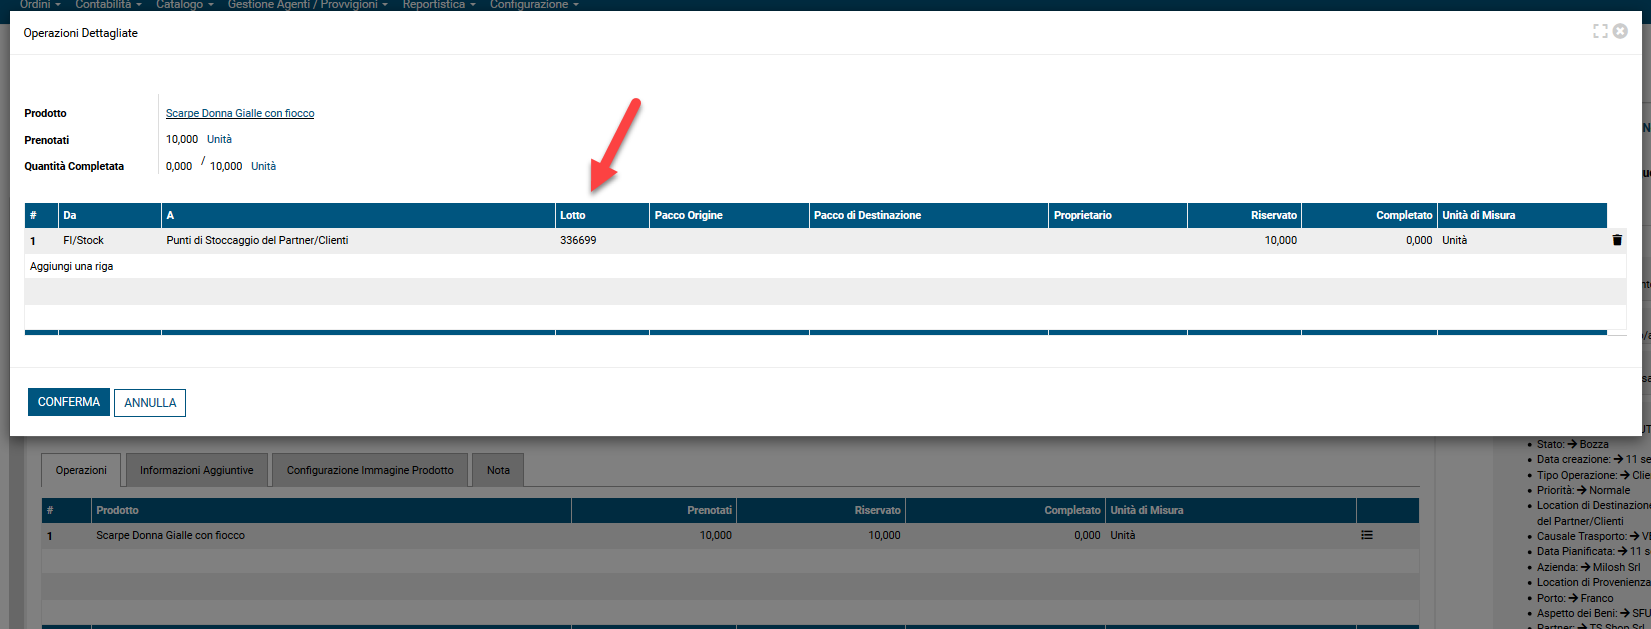 Ordini Contabilità Catalogo Gestione Agenti / Provvigioni Reportistica Configurazione
Operazioni Dettagliate
Prodotto Scarpe Donna Gialle con fiocco
Prenotati 10,000 Unità
Quantità Completata 0,000 / 10,000 Unità
# Da A Lotto Pacco Origine Pacco di Destinazione Proprietario Riservato Completato Unità di Misura
1 FI/Stock Punti di Stoccaggio del Partner/Clienti 336699 10,000 0,000 Unità
Aggiungi una riga
CONFERMA ANNULLA
Operazioni Informazioni Aggiuntive Configurazione Immagine Prodotto Nota
# Prodotto Prenotati Riservato Completato Unità di Misura
1 Scarpe Donna Gialle con fiocco 10,000 10,000 0,000 Unità
• Stato: → Bozza
• Data creazione: → 11 se
• Tipo Operazione: → Clie
• Priorità: → Normale
• Location di Destinazione
del Partner/Clienti
• Causale Trasporto: → VE
• Data Pianificata: → 11 s
• Azienda: → Milosh Srl
• Location di Provenienza
• Porto: → Franco
• Aspetto dei Beni: → SFU
• Partner: → TS Shop Srl